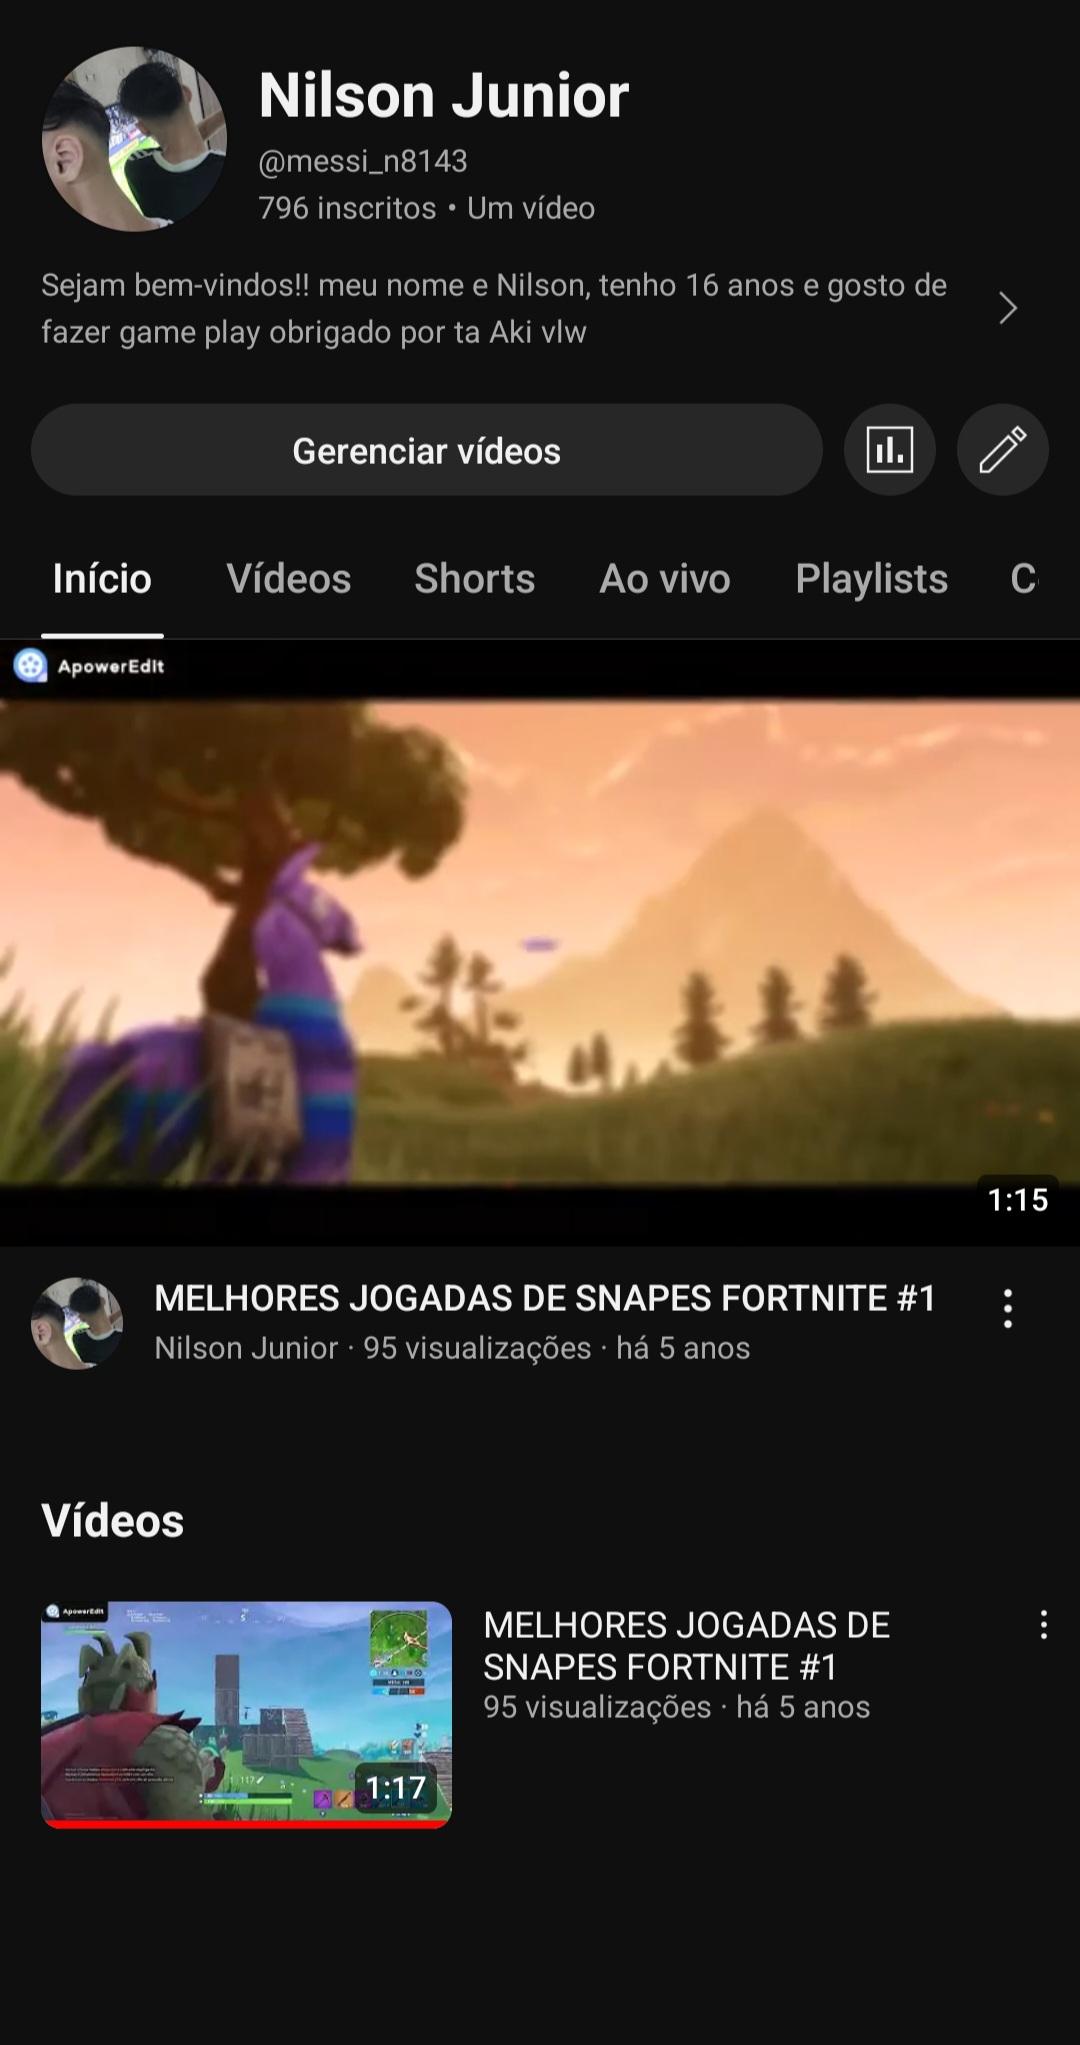 Nilson Junior
@messi_n8143
796 inscritos • Um vídeo
Sejam bem-vindos!! meu nome e Nilson, tenho 16 anos e gosto de
fazer game play obrigado por ta Aki vlw
Gerenciar vídeos
Início Vídeos Shorts Ao vivo Playlists C
ApowerEdit
1:15
MELHORES JOGADAS DE SNAPES FORTNITE #1
Nilson Junior · 95 visualizações · há 5 anos
Vídeos
ApowerEdit
S
117
1:17
MELHORES JOGADAS DE
SNAPES FORTNITE #1
95 visualizações · há 5 anos